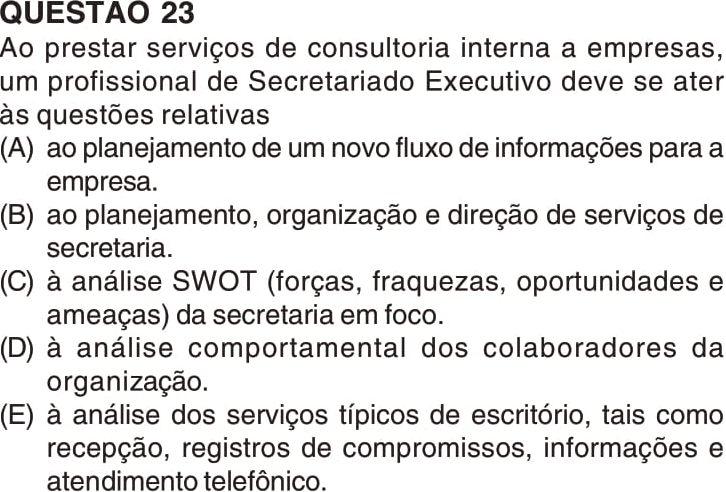 QUESTÃO 23
Ao prestar serviços de consultoria interna a empresas,
um profissional de Secretariado Executivo deve se ater
às questões relativas
(A) ao planejamento de um novo fluxo de informações para a
empresa.
(B) ao planejamento, organização e direção de serviços de
secretaria.
(C) à análise SWOT (forças, fraquezas, oportunidades e
ameaças) da secretaria em foco.
(D) à análise comportamental dos colaboradores da
organização.
(E) à análise dos serviços típicos de escritório, tais como
recepção, registros de compromissos, informações e
atendimento telefônico.